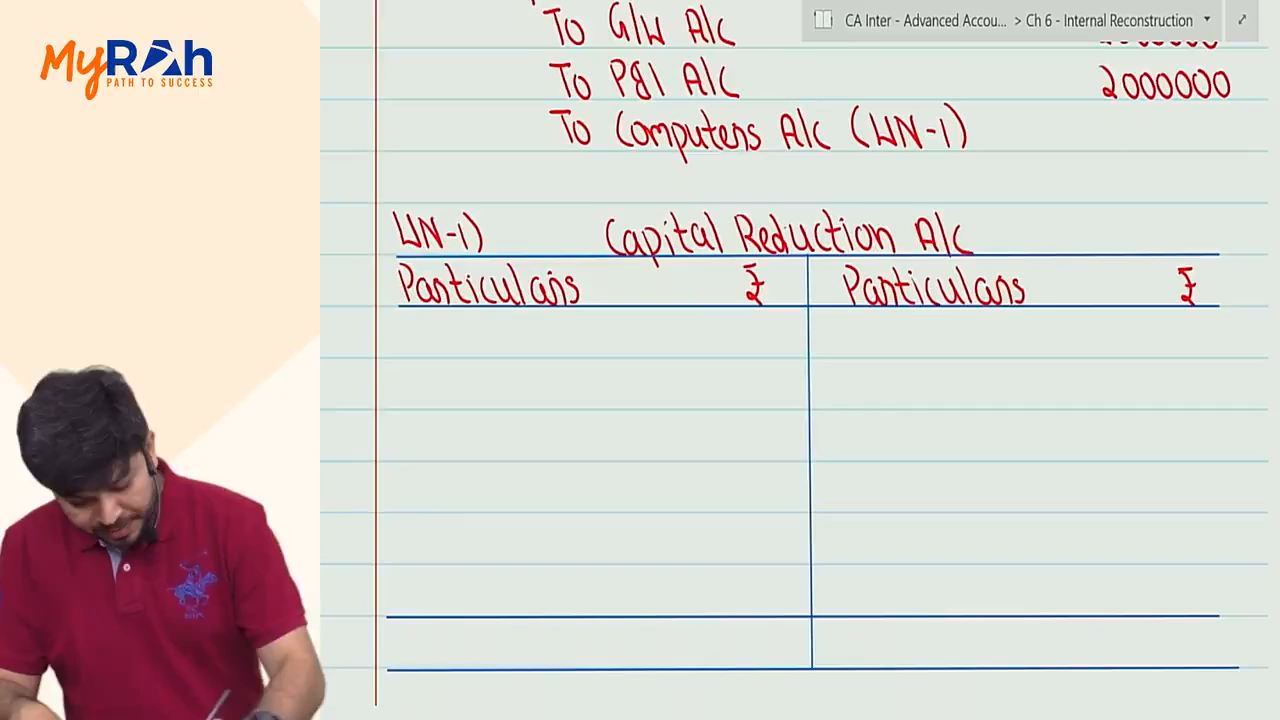 MyRAh
PATH TO SUCCESS
CA Inter - Advanced Accou... > Ch 6 - Internal Reconstruction
To G/W A/c
To P&l A/c 2000000
To Computers A/c (WN-1)
WN-1) Capital Reduction A/c
Particulars ₹ Particulars ₹